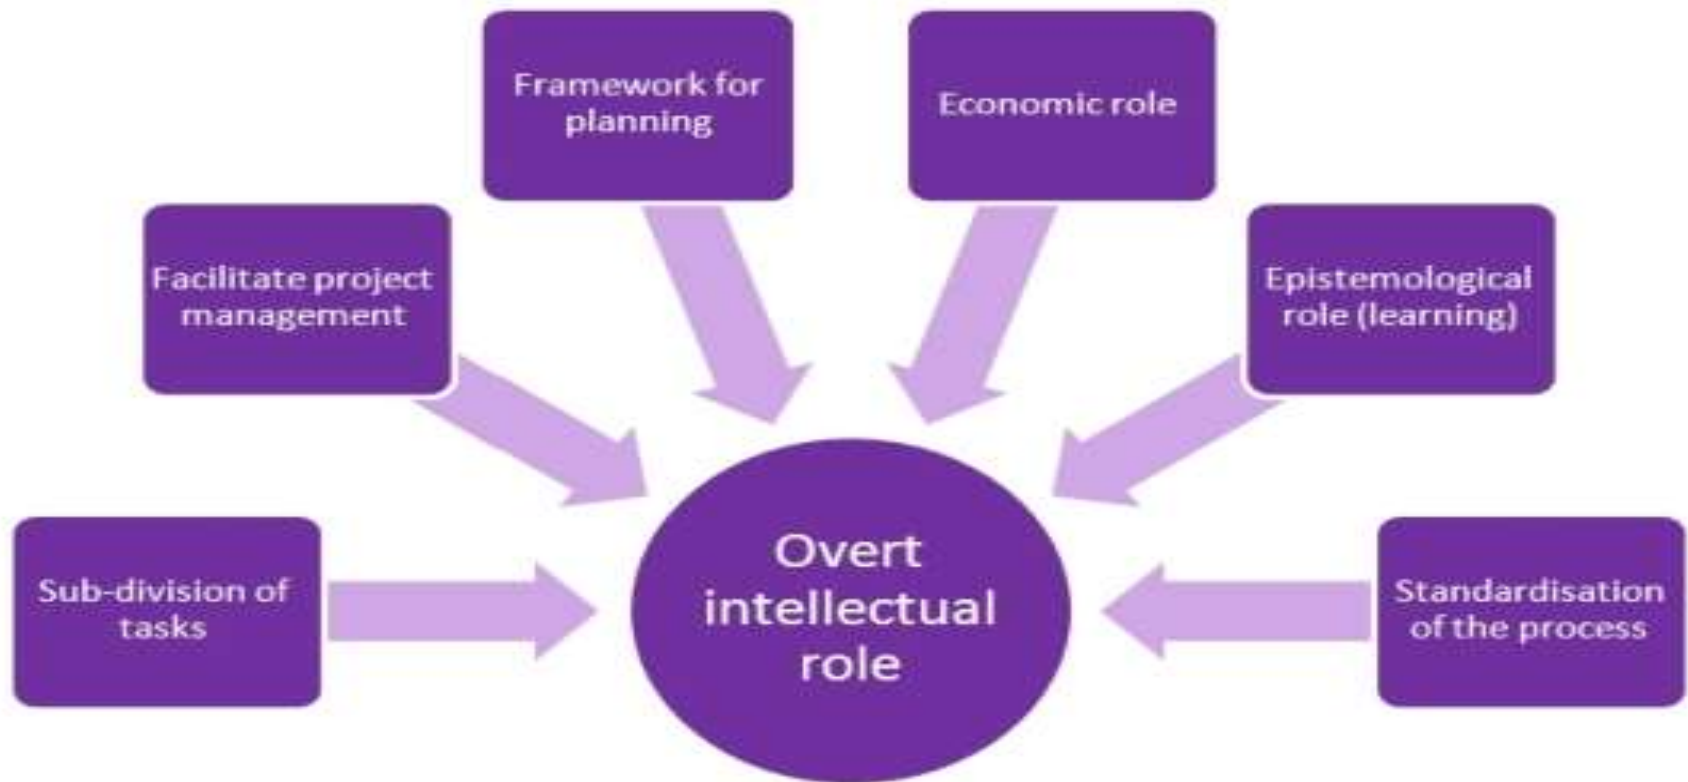 Framework for
planning
Economic role
Facilitate project
management
Epistemological
role (learning)
Sub-division of
tasks
Overt
intellectual
role
Standardisation
of the process